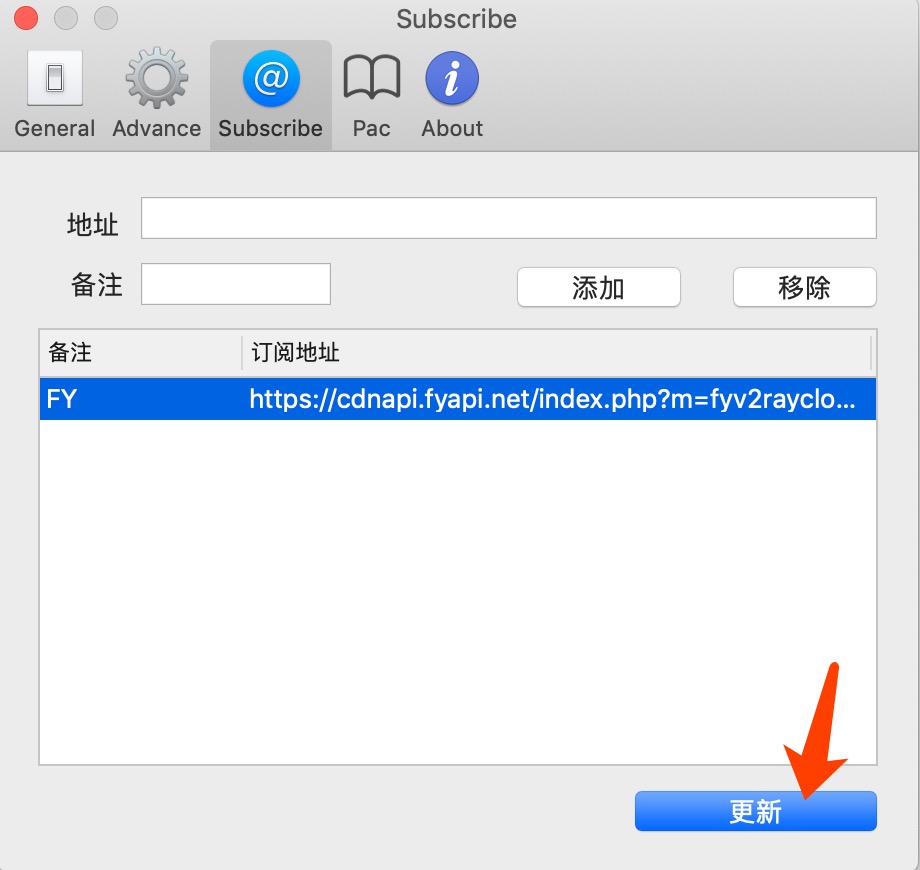 Subscribe
General Advance Subscribe Pac About
地址
备注 添加 移除
备注 订阅地址
FY https://cdnapi.fyapi.net/index.php?m=fyv2rayclo...
更新